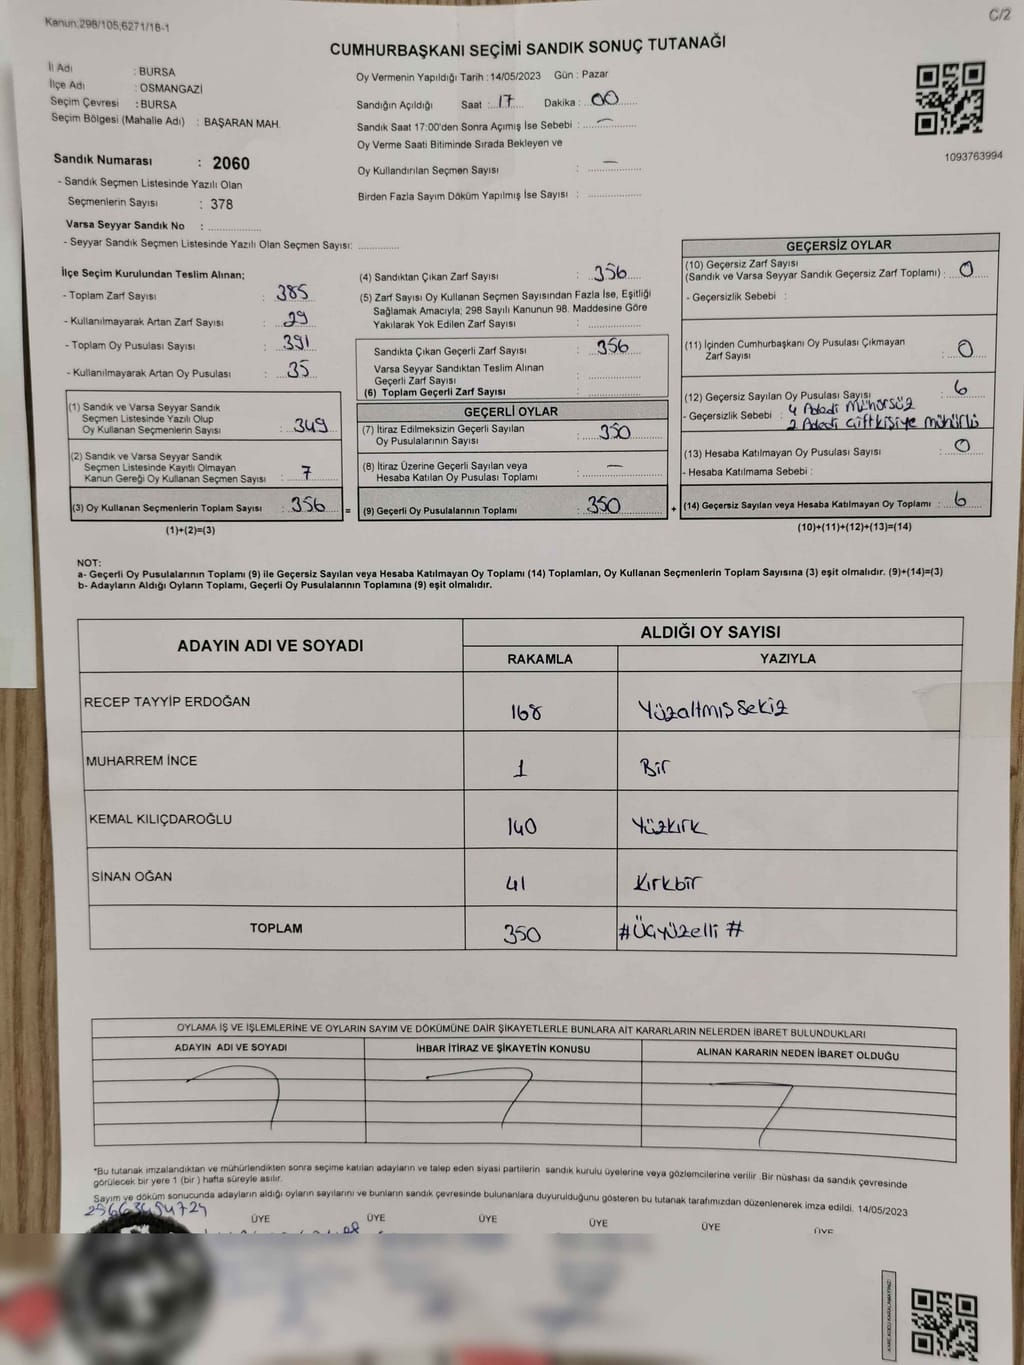 Kanun:298/105,6271/18-1
C/2
CUMHURBAŞKANI SEÇİMİ SANDIK SONUÇ TUTANAĞI
İl Adı : BURSA
İlçe Adı : OSMANGAZİ
Seçim Çevresi : BURSA
Seçim Bölgesi (Mahalle Adı) : BAŞARAN MAH.
Sandık Numarası : 2060
- Sandık Seçmen Listesinde Yazılı Olan
Seçmenlerin Sayısı : 378
Varsa Seyyar Sandık No :
- Seyyar Sandık Seçmen Listesinde Yazılı Olan Seçmen Sayısı:
Oy Vermenin Yapıldığı Tarih : 14/05/2023 Gün : Pazar
Sandığın Açıldığı Saat : 17 Dakika : 00
Sandık Saat 17:00'den Sonra Açımış İse Sebebi : —
Oy Verme Saati Bitiminde Sırada Bekleyen ve
Oy Kullandırılan Seçmen Sayısı : —
Birden Fazla Sayım Döküm Yapılmış İse Sayısı :
1093763994
İlçe Seçim Kurulundan Teslim Alınan;
- Toplam Zarf Sayısı : 385
- Kullanılmayarak Artan Zarf Sayısı : 29
- Toplam Oy Pusulası Sayısı : 391
- Kullanılmayarak Artan Oy Pusulası : 35
(1) Sandık ve Varsa Seyyar Sandık
Seçmen Listesinde Yazılı Olup
Oy Kullanan Seçmenlerin Sayısı : 349
(2) Sandık ve Varsa Seyyar Sandık
Seçmen Listesinde Kayıtlı Olmayan
Kanun Gereği Oy Kullanan Seçmen Sayısı : 7
(3) Oy Kullanan Seçmenlerin Toplam Sayısı : 356 =
(1)+(2)=(3)
(4) Sandıktan Çıkan Zarf Sayısı : 356
(5) Zarf Sayısı Oy Kullanan Seçmen Sayısından Fazla İse, Eşitliği
Sağlamak Amacıyla; 298 Sayılı Kanunun 98. Maddesine Göre
Yakılarak Yok Edilen Zarf Sayısı :
Sandıkta Çıkan Geçerli Zarf Sayısı : 356
Varsa Seyyar Sandıktan Teslim Alınan
Geçerli Zarf Sayısı :
(6) Toplam Geçerli Zarf Sayısı :
GEÇERLİ OYLAR
(7) İtiraz Edilmeksizin Geçerli Sayılan
Oy Pusulalarının Sayısı : 350
(8) İtiraz Üzerine Geçerli Sayılan veya
Hesaba Katılan Oy Pusulası Toplamı : —
(9) Geçerli Oy Pusulalarının Toplamı : 350 +
GEÇERSİZ OYLAR
(10) Geçersiz Zarf Sayısı
(Sandık ve Varsa Seyyar Sandık Geçersiz Zarf Toplamı) : 0
- Geçersizlik Sebebi :
(11) İçinden Cumhurbaşkanı Oy Pusulası Çıkmayan
Zarf Sayısı : 0
(12) Geçersiz Sayılan Oy Pusulası Sayısı : 6
- Geçersizlik Sebebi : 4 Adedi Mühürsüz
2 Adedi Çift kişiye mühürlü
(13) Hesaba Katılmayan Oy Pusulası Sayısı : 0
- Hesaba Katılmama Sebebi :
(14) Geçersiz Sayılan veya Hesaba Katılmayan Oy Toplamı : 6
(10)+(11)+(12)+(13)=(14)
NOT:
a- Geçerli Oy Pusulalarının Toplamı (9) ile Geçersiz Sayılan veya Hesaba Katılmayan Oy Toplamı (14) Toplamları, Oy Kullanan Seçmenlerin Toplam Sayısına (3) eşit olmalıdır. (9)+(14)=(3)
b- Adayların Aldığı Oyların Toplamı, Geçerli Oy Pusulalarının Toplamına (9) eşit olmalıdır.
ADAYIN ADI VE SOYADI
ALDIĞI OY SAYISI
RAKAMLA YAZIYLA
RECEP TAYYİP ERDOĞAN 168 Yüzaltmışsekiz
MUHARREM İNCE 1 Bir
KEMAL KILIÇDAROĞLU 140 Yüzkırk
SİNAN OĞAN 41 Kırkbir
TOPLAM 350 #Üçyüzelli #
OYLAMA İŞ VE İŞLEMLERİNE VE OYLARIN SAYIM VE DÖKÜMÜNE DAİR ŞİKAYETLERLE BUNLARA AİT KARARLARIN NELERDEN İBARET BULUNDUKLARI
ADAYIN ADI VE SOYADI İHBAR İTİRAZ VE ŞİKAYETİN KONUSU ALINAN KARARIN NEDEN İBARET OLDUĞU
*Bu tutanak imzalandıktan ve mühürlendikten sonra seçime katılan adayların ve talep eden siyasi partilerin sandık kurulu üyelerine veya gözlemcilerine verilir .Bir nüshası da sandık çevresinde
görülecek bir yere 1 (bir ) hafta süreyle asılır.
Sayım ve döküm sonucunda adayların aldığı oyların sayılarını ve bunların sandık çevresinde bulunanlara duyurulduğunu gösteren bu tutanak tarafımızdan düzenlenerek imza edildi. 14/05/2023
ÜYE ÜYE ÜYE ÜYE ÜYE ÜYE